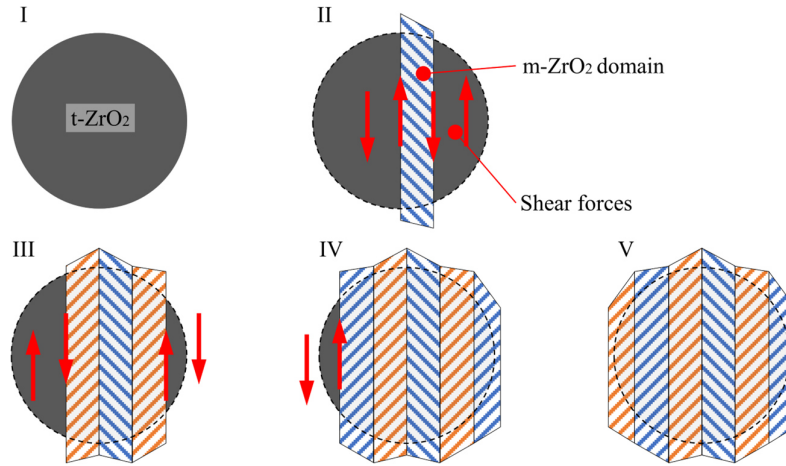 I
t-ZrO₂
II
m-ZrO₂ domain
Shear forces
III
IV
V